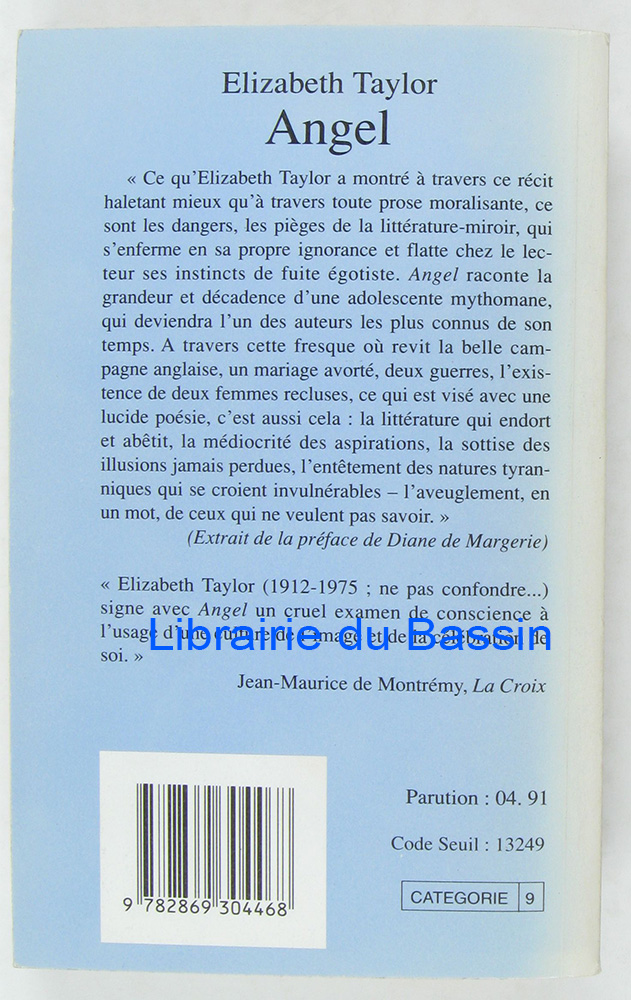 Elizabeth Taylor
Angel
« Ce qu’Elizabeth Taylor a montré à travers ce récit
haletant mieux qu’à travers toute prose moralisante, ce
sont les dangers, les pièges de la littérature-miroir, qui
s’enferme en sa propre ignorance et flatte chez le lec-
teur ses instincts de fuite égotiste. Angel raconte la
grandeur et décadence d’une adolescente mythomane,
qui deviendra l’un des auteurs les plus connus de son
temps. A travers cette fresque où revit la belle cam-
pagne anglaise, un mariage avorté, deux guerres, l’exis-
tence de deux femmes recluses, ce qui est visé avec une
lucide poésie, c’est aussi cela : la littérature qui endort
et abêtit, la médiocrité des aspirations, la sottise des
illusions jamais perdues, l’entêtement des natures tyran-
niques qui se croient invulnérables – l’aveuglement, en
un mot, de ceux qui ne veulent pas savoir. »
(Extrait de la préface de Diane de Margerie)
« Elizabeth Taylor (1912-1975 ; ne pas confondre...)
signe avec Angel un cruel examen de conscience à
l’usage d’une culture de l’image et de la célébration de
Librairie du Bassin
soi. »
Jean-Maurice de Montrémy, La Croix
Parution : 04. 91
Code Seuil : 13249
CATEGORIE 9
9 782869 304468